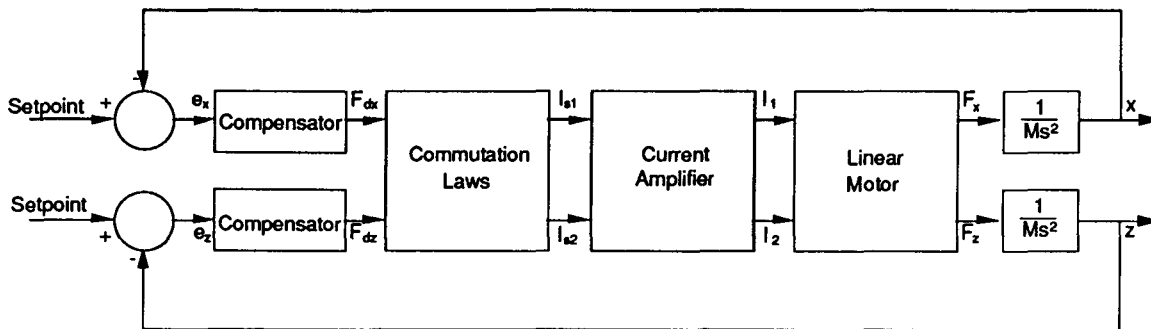 -
Setpoint
+
e_x
Compensator
F_dx
Commutation
Laws
I_s1
Current
Amplifier
I_1
Linear
Motor
F_x
1
Ms²
x
Setpoint
+
-
e_z
Compensator
F_dz
I_s2
I_2
F_z
1
Ms²
z